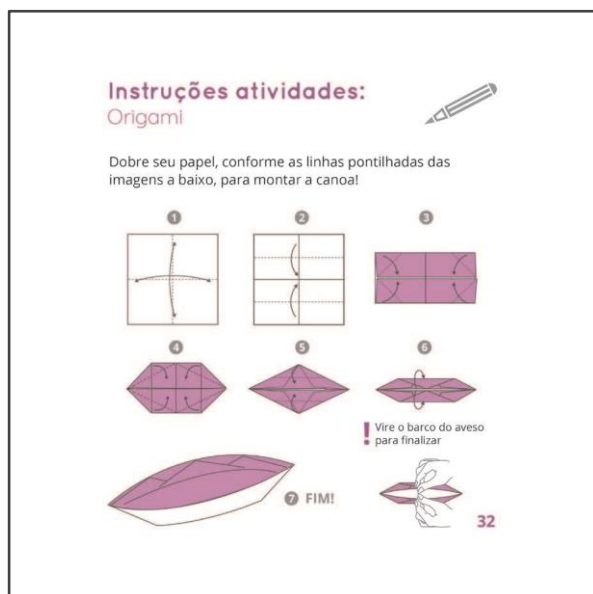 Instruções atividades:
Origami
Dobre seu papel, conforme as linhas pontilhadas das
imagens a baixo, para montar a canoa!
1
2
3
4
5
6
! Vire o barco do aveso
para finalizar
7 FIM!
32